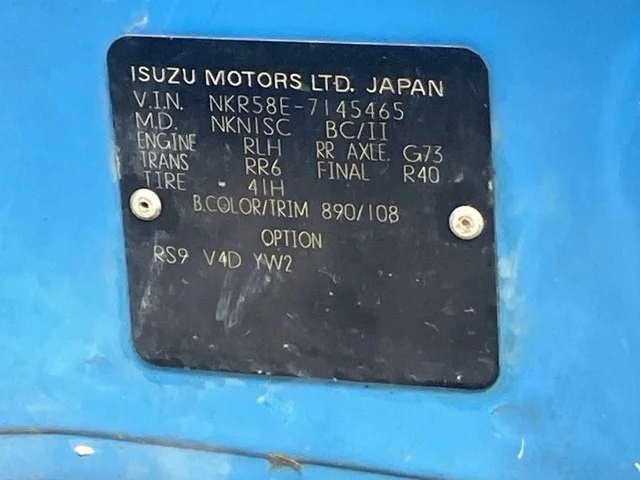 ISUZU MOTORS LTD. JAPAN
V.I.N. NKR58E-7145465
M.D. NKN1SC BC/II
ENGINE RLH RR AXLE. G73
TRANS RR6 FINAL R40
TIRE 41H
B.COLOR/TRIM 890/108
OPTION
RS9 V4D YW2